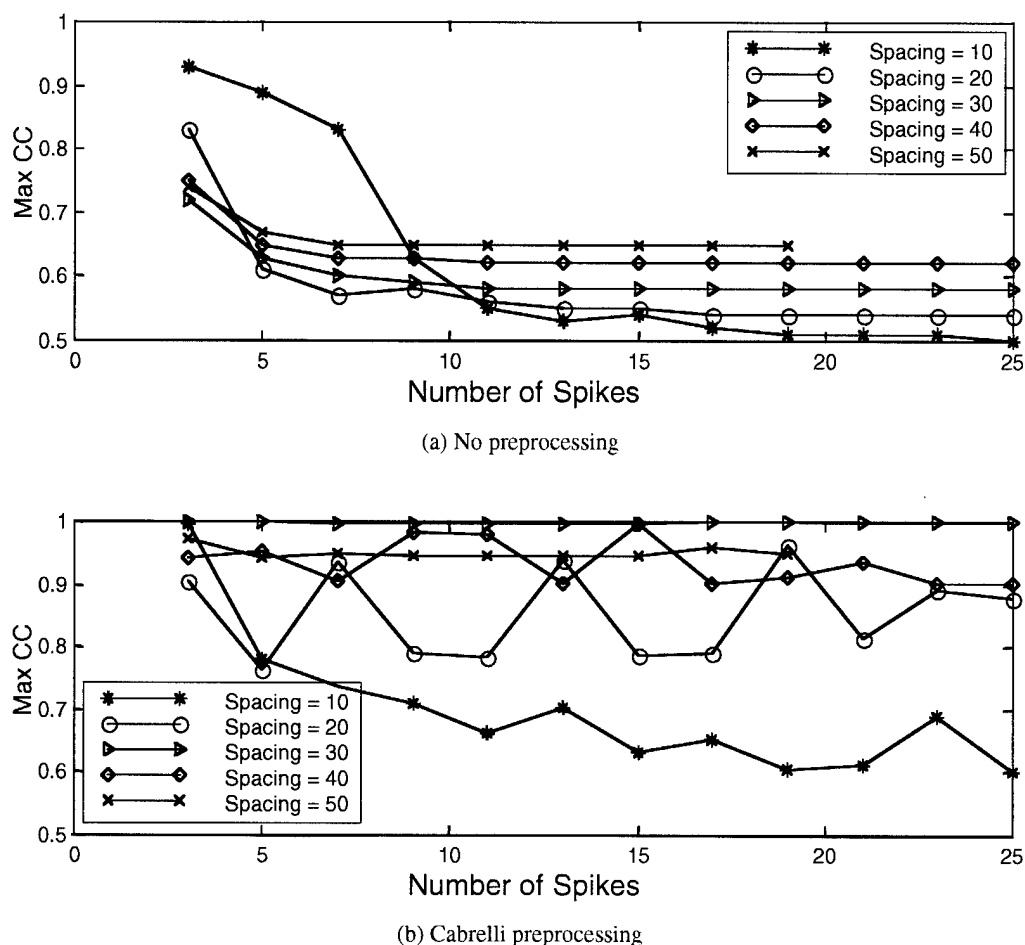 1
0.9
0.8
0.7
0.6
0.5
Max CC
0 5 10 15 20 25
Number of Spikes
Spacing = 10
Spacing = 20
Spacing = 30
Spacing = 40
Spacing = 50
(a) No preprocessing
1
0.9
0.8
0.7
0.6
0.5
Max CC
Spacing = 10
Spacing = 20
Spacing = 30
Spacing = 40
Spacing = 50
0 5 10 15 20 25
Number of Spikes
(b) Cabrelli preprocessing